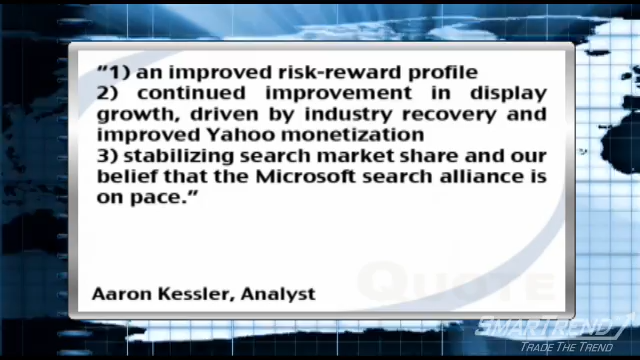 “1) an improved risk-reward profile
2) continued improvement in display
growth, driven by industry recovery and
improved Yahoo monetization
3) stabilizing search market share and our
belief that the Microsoft search alliance is
on pace.”
QUOTE
Aaron Kessler, Analyst
SMARTREND
TRADE THE TREND